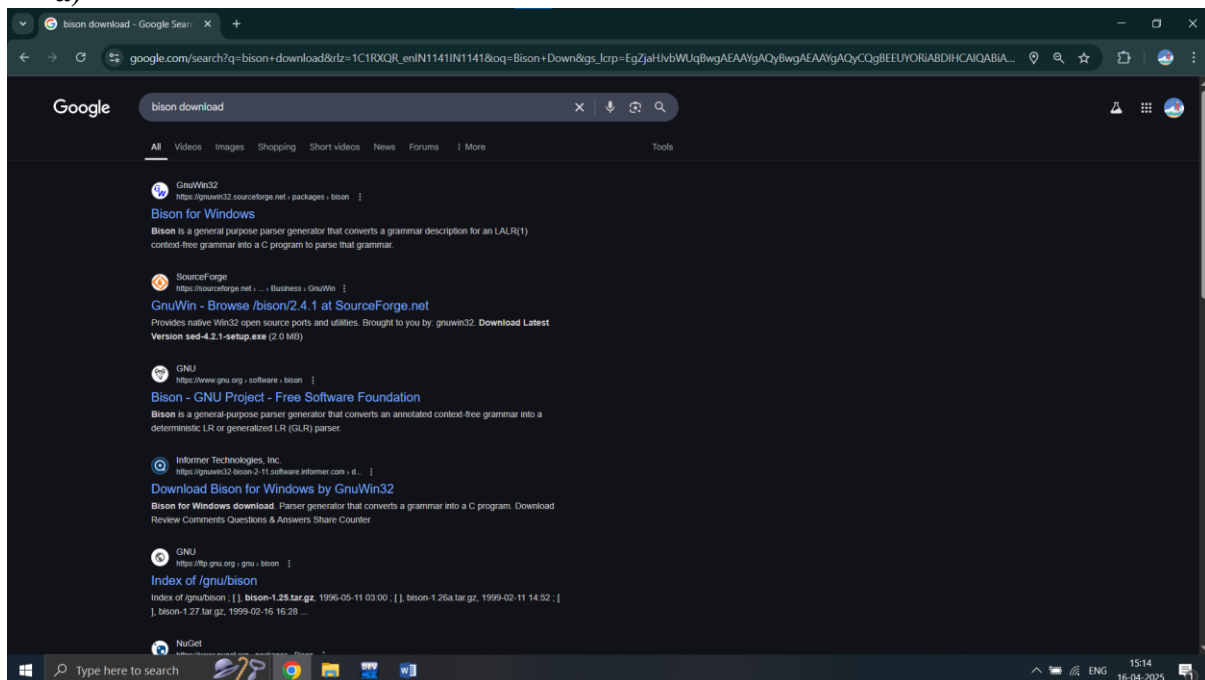 bison download - Google Sear
google.com/search?q=bison+download&rlz=1C1RXQR_enIN1141IN1141&oq=Bison+Down&gs_lcrp=EgZjaHJvbWUqBwgAEAAYgAQyBwgAEAAYgAQyCQgBEEUYORiABDIHCAIQABiA...
Google
bison download
All Videos Images Shopping Short videos News Forums More Tools
GnuWin32
https://gnuwin32.sourceforge.net › packages › bison
Bison for Windows
Bison is a general purpose parser generator that converts a grammar description for an LALR(1)
context-free grammar into a C program to parse that grammar.
SourceForge
https://sourceforge.net › ... › Business › GnuWin
GnuWin - Browse /bison/2.4.1 at SourceForge.net
Provides native Win32 open source ports and utilities. Brought to you by: gnuwin32. Download Latest
Version sed-4.2.1-setup.exe (2.0 MB)
GNU
https://www.gnu.org › software › bison
Bison - GNU Project - Free Software Foundation
Bison is a general-purpose parser generator that converts an annotated context-free grammar into a
deterministic LR or generalized LR (GLR) parser.
Informer Technologies, Inc.
https://gnuwin32-bison-2-11.software.informer.com › d...
Download Bison for Windows by GnuWin32
Bison for Windows download. Parser generator that converts a grammar into a C program. Download
Review Comments Questions & Answers Share Counter
GNU
https://ftp.gnu.org › gnu › bison
Index of /gnu/bison
Index of /gnu/bison ; [ ], bison-1.25.tar.gz, 1996-05-11 03:00 ; [ ], bison-1.26a.tar.gz, 1999-02-11 14:52 ; [
], bison-1.27.tar.gz, 1999-02-16 16:28 ...
NuGet
Type here to search
DEV
ENG
15:14
16-04-2025